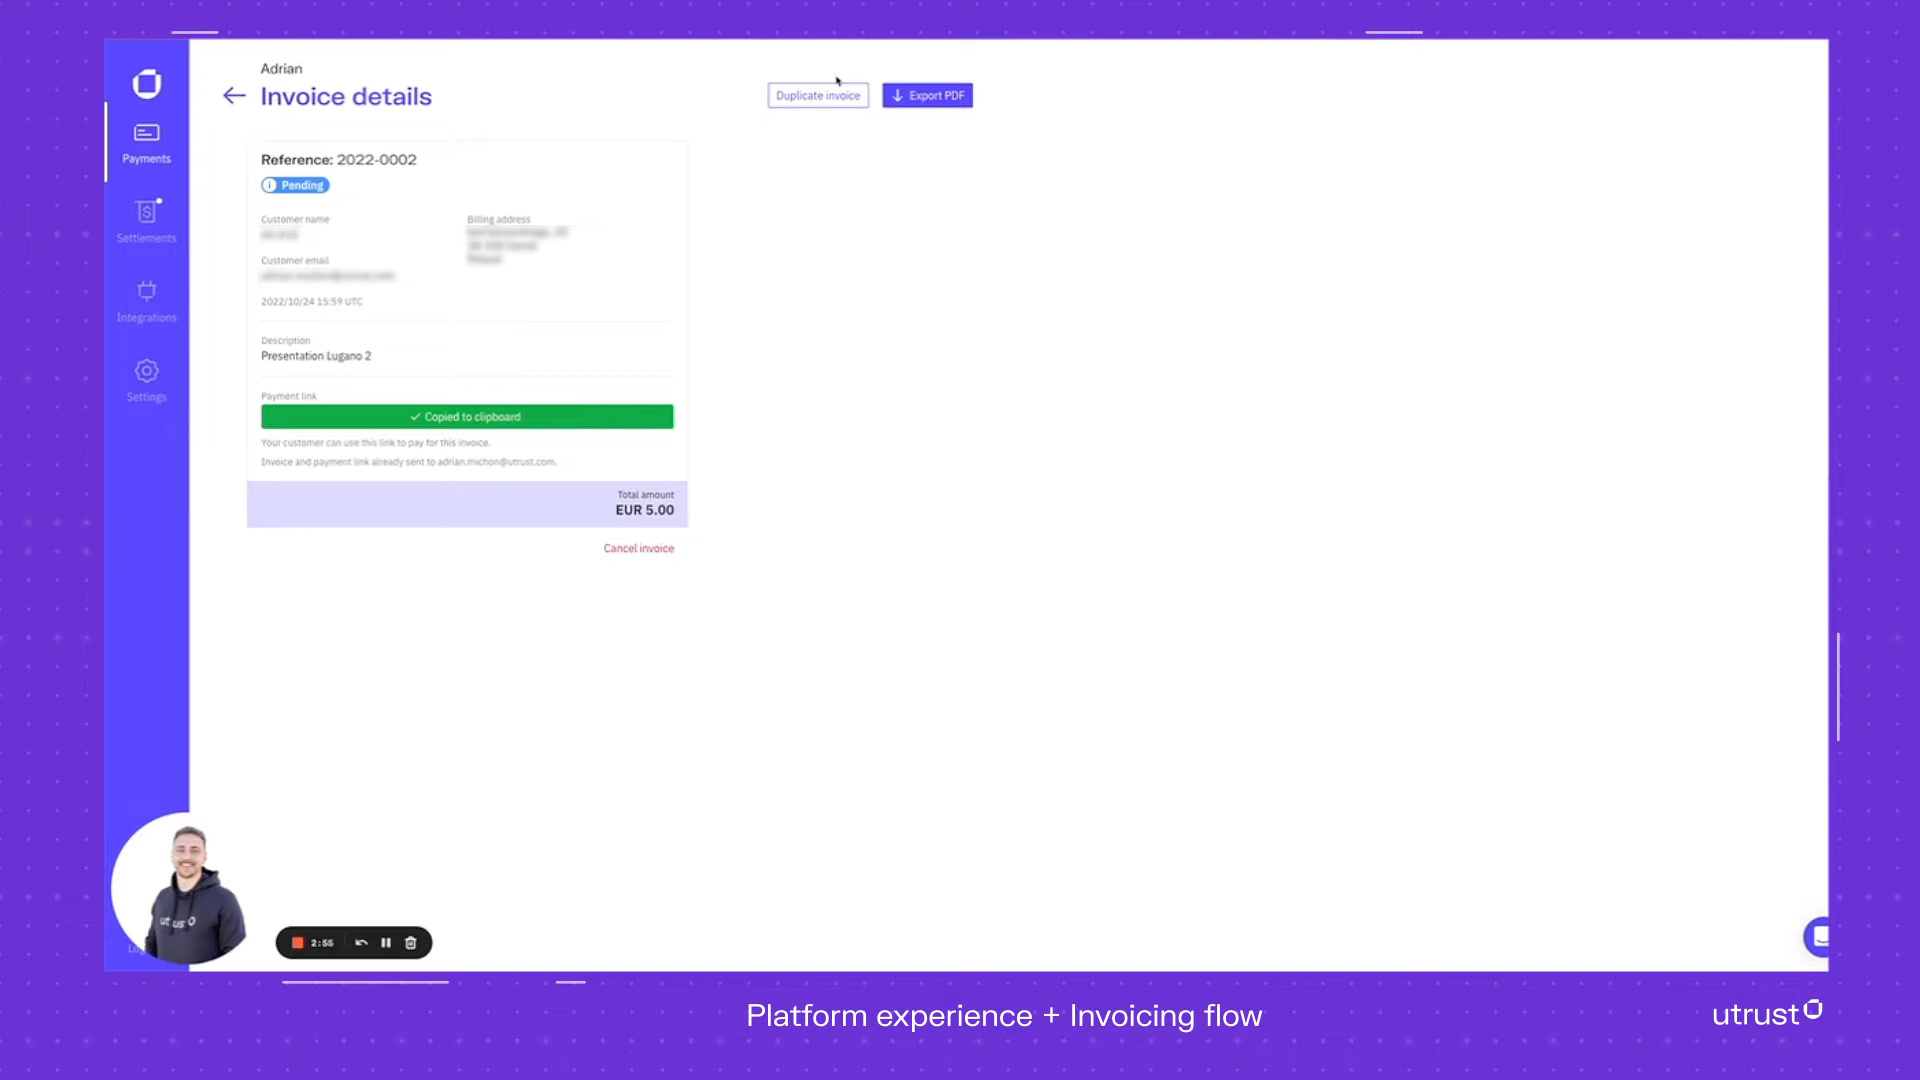 Adrian
Invoice details
Duplicate invoice
Export PDF
Payments
Settlements
Integrations
Settings
Reference: 2022-0002
Pending
Customer name
Billing address
Customer email
2022/10/24 15:59 UTC
Description
Presentation Lugano 2
Payment link
Copied to clipboard
Your customer can use this link to pay for this invoice.
Invoice and payment link already sent to adrian.michon@utrust.com.
Total amount
EUR 5.00
Cancel invoice
2:55
Platform experience + Invoicing flow
utrust